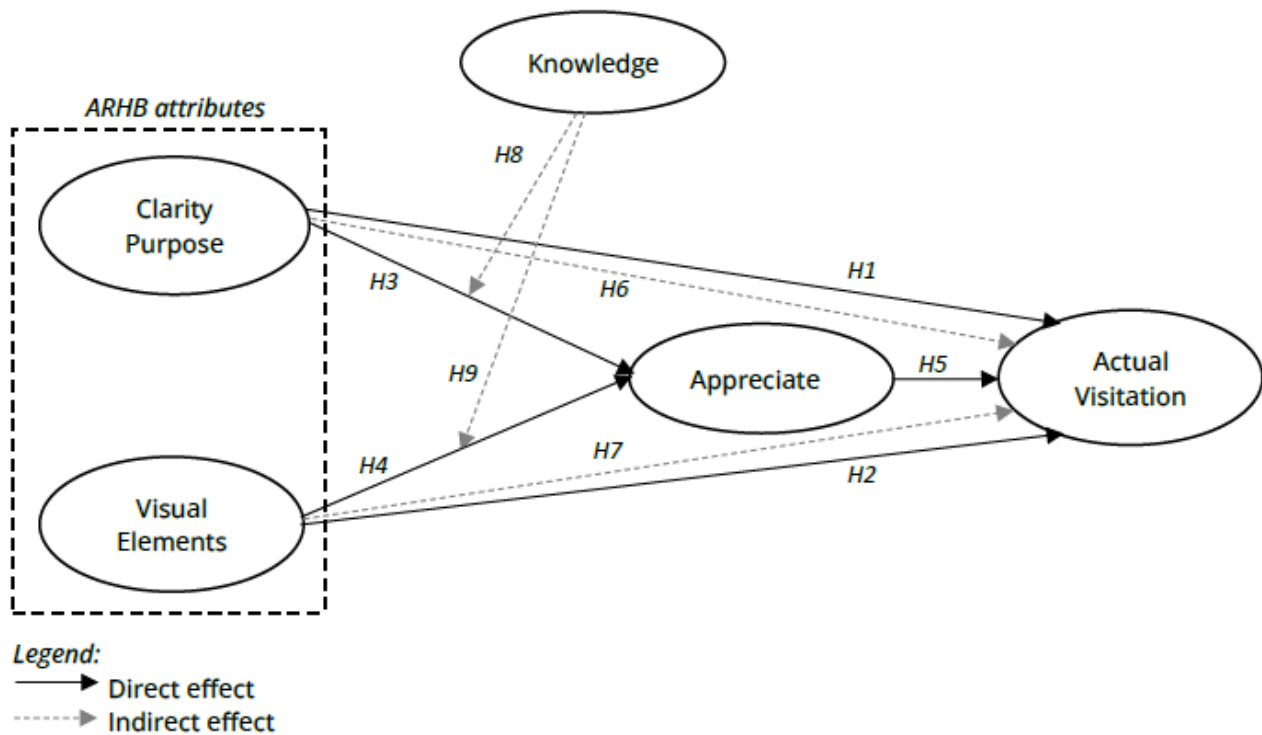 Knowledge
ARHB attributes
H8
Clarity
Purpose
H1
H3
H6
H9
Appreciate
H5
Actual
Visitation
H4
H7
H2
Visual
Elements
Legend:
Direct effect
Indirect effect